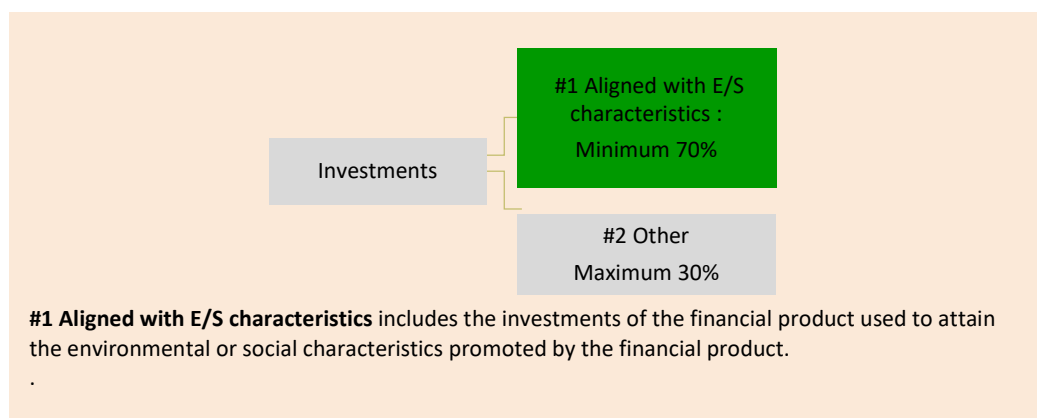 #1 Aligned with E/S
characteristics :
Minimum 70%
Investments
#2 Other
Maximum 30%
#1 Aligned with E/S characteristics includes the investments of the financial product used to attain
the environmental or social characteristics promoted by the financial product.
.